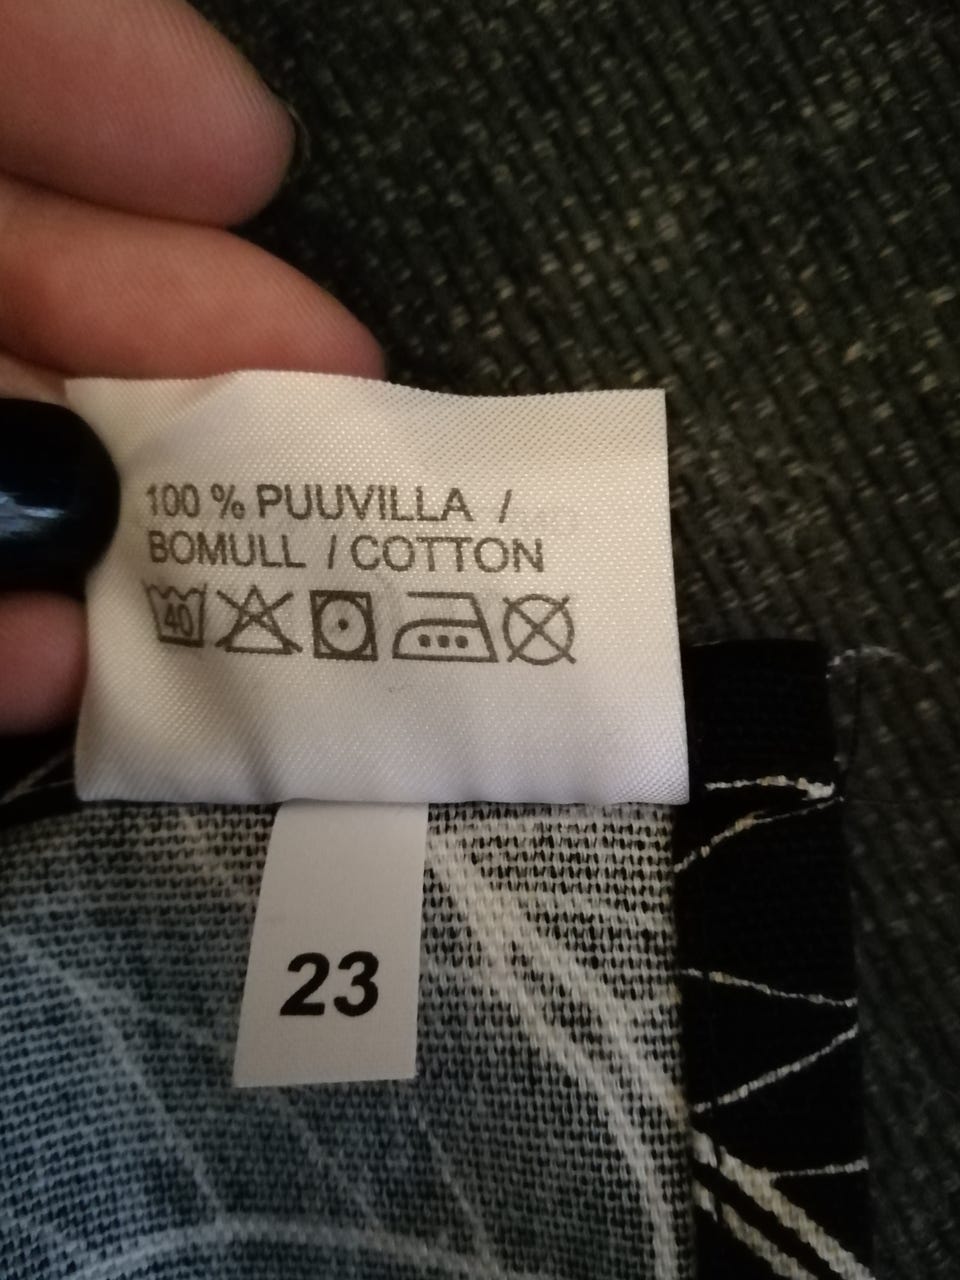 100 % PUUVILLA /
BOMULL / COTTON
40
23